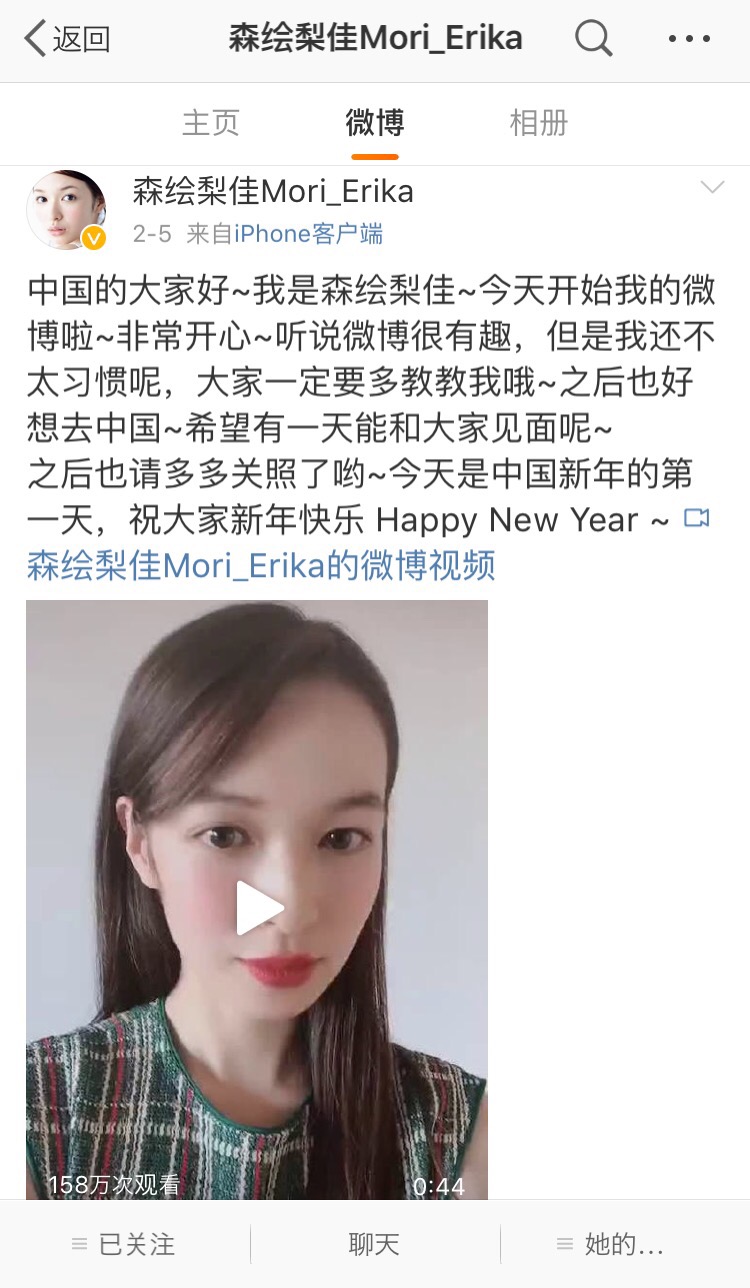 返回
森绘梨佳Mori_Erika
主页
微博
相册
森绘梨佳Mori_Erika
2-5 来自iPhone客户端
中国的大家好~我是森绘梨佳~今天开始我的微
博啦~非常开心~听说微博很有趣，但是我还不
太习惯呢，大家一定要多教教我哦~之后也好
想去中国~希望有一天能和大家见面呢~
之后也请多多关照了哟~今天是中国新年的第
一天，祝大家新年快乐 Happy New Year ~
森绘梨佳Mori_Erika的微博视频
158万次观看
0:44
已关注
聊天
她的...